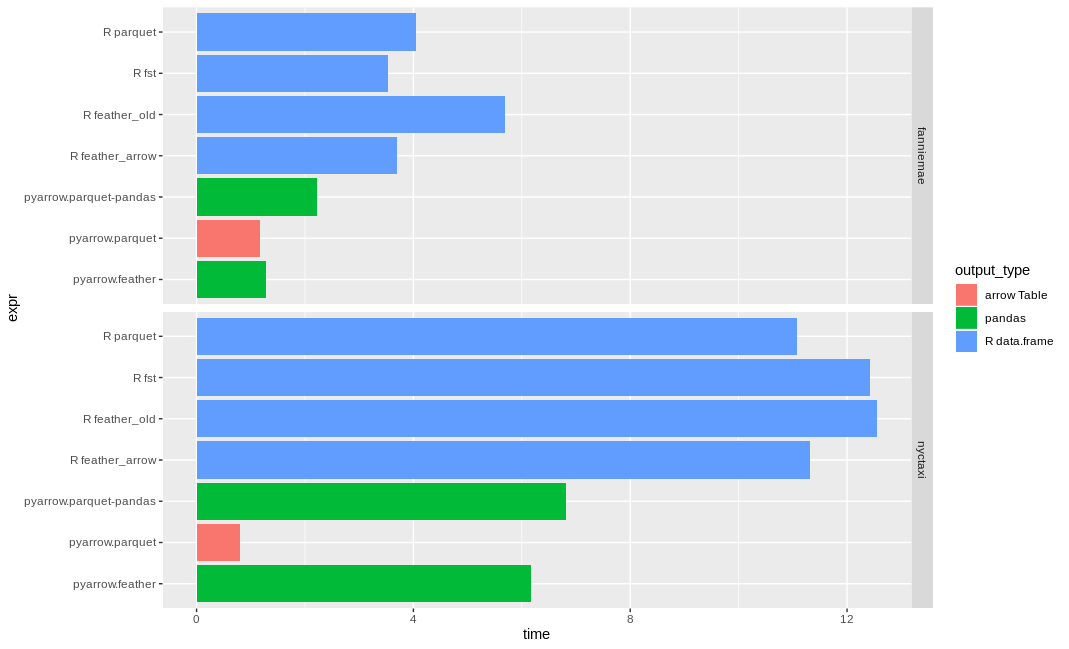 R parquet
R fst
R feather_old
R feather_arrow
pyarrow.parquet-pandas
pyarrow.parquet
pyarrow.feather
fanniemae
R parquet
R fst
R feather_old
R feather_arrow
pyarrow.parquet-pandas
pyarrow.parquet
pyarrow.feather
nyctaxi
0 4 8 12
time
expr
output_type
arrow Table
pandas
R data.frame